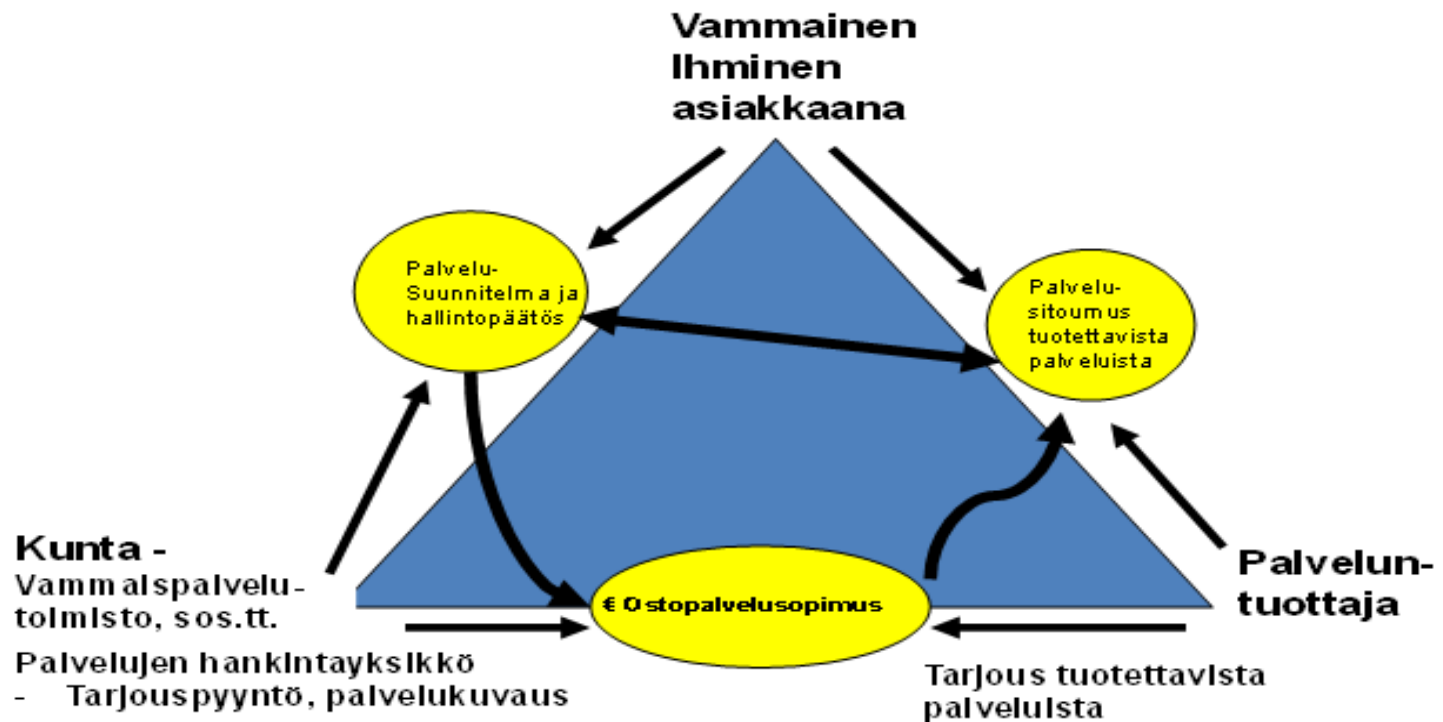 Vammainen
Ihminen
asiakkaana
Palvelu-
Suunnitelma ja
hallintopäätös
Palvelu-
sitoumus
tuotettavista
palveluista
Kunta -
Vammaispalvelu-
toimisto, sos.tt.
Palvelujen hankintayksikkö
- Tarjouspyyntö, palvelukuvaus
€ Ostopalvelusopimus
Palvelun-
tuottaja
Tarjous tuotettavista
palveluista